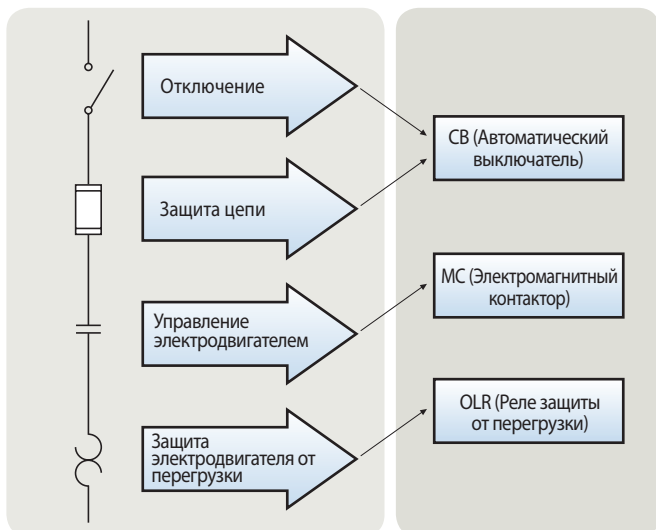 Отключение
Защита цепи
Управление
электродвигателем
Защита
электродвигателя от
перегрузки
CB (Автоматический
выключатель)
MC (Электромагнитный
контактор)
OLR (Реле защиты
от перегрузки)